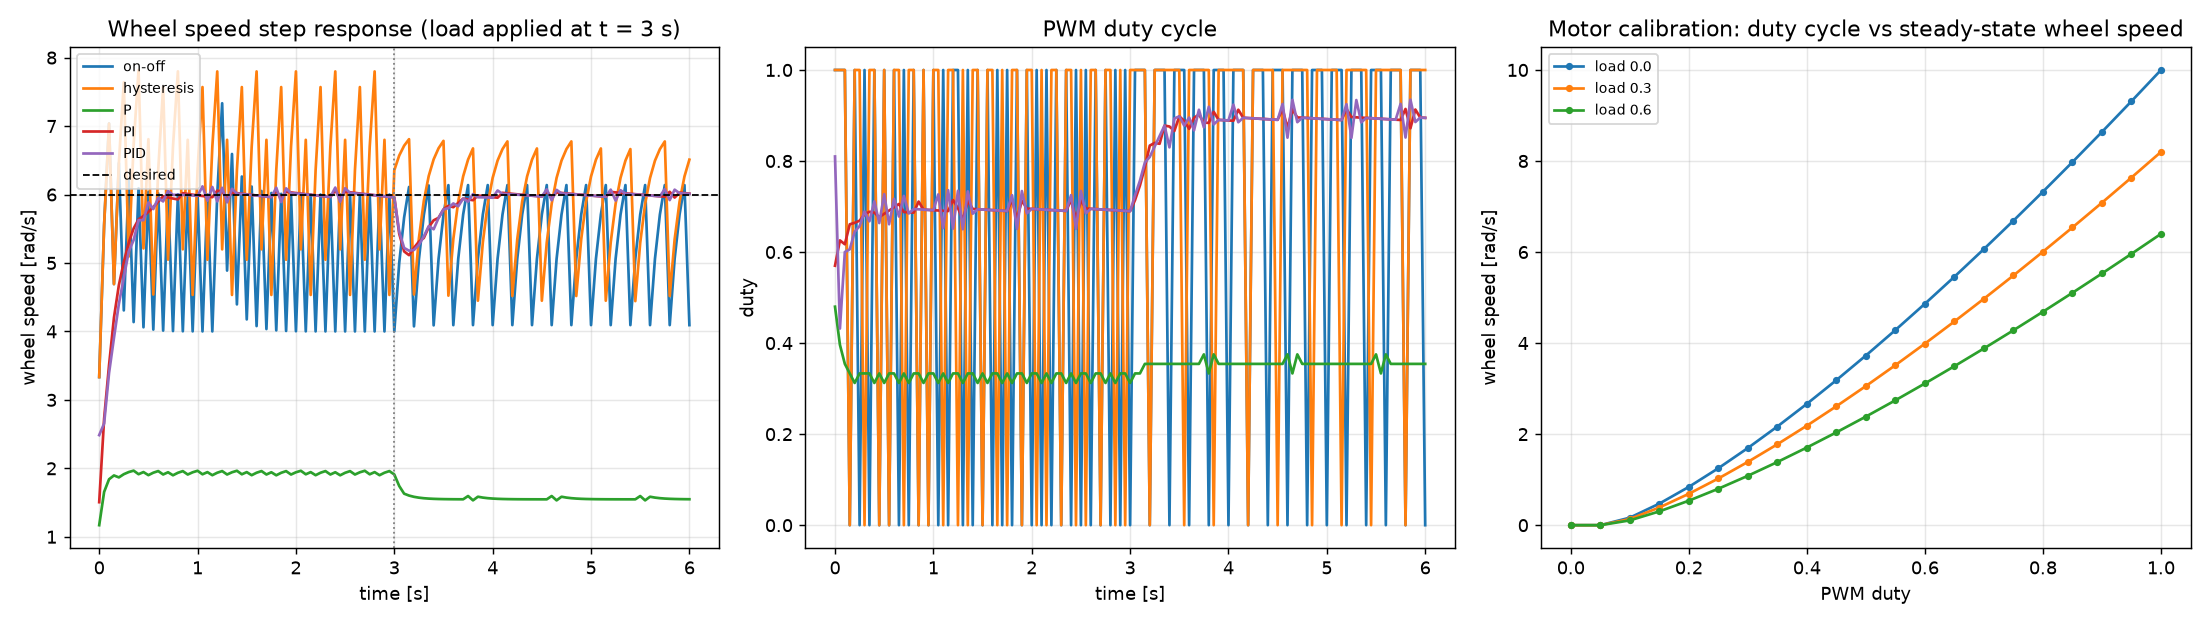 Wheel speed step response (load applied at t = 3 s)
on-off
hysteresis
P
PI
PID
desired
8
7
6
5
4
3
2
1
wheel speed [rad/s]
0 1 2 3 4 5 6
time [s]
PWM duty cycle
1.0
0.8
0.6
0.4
0.2
0.0
duty
0 1 2 3 4 5 6
time [s]
Motor calibration: duty cycle vs steady-state wheel speed
load 0.0
load 0.3
load 0.6
10
8
6
4
2
0
wheel speed [rad/s]
0.0 0.2 0.4 0.6 0.8 1.0
PWM duty